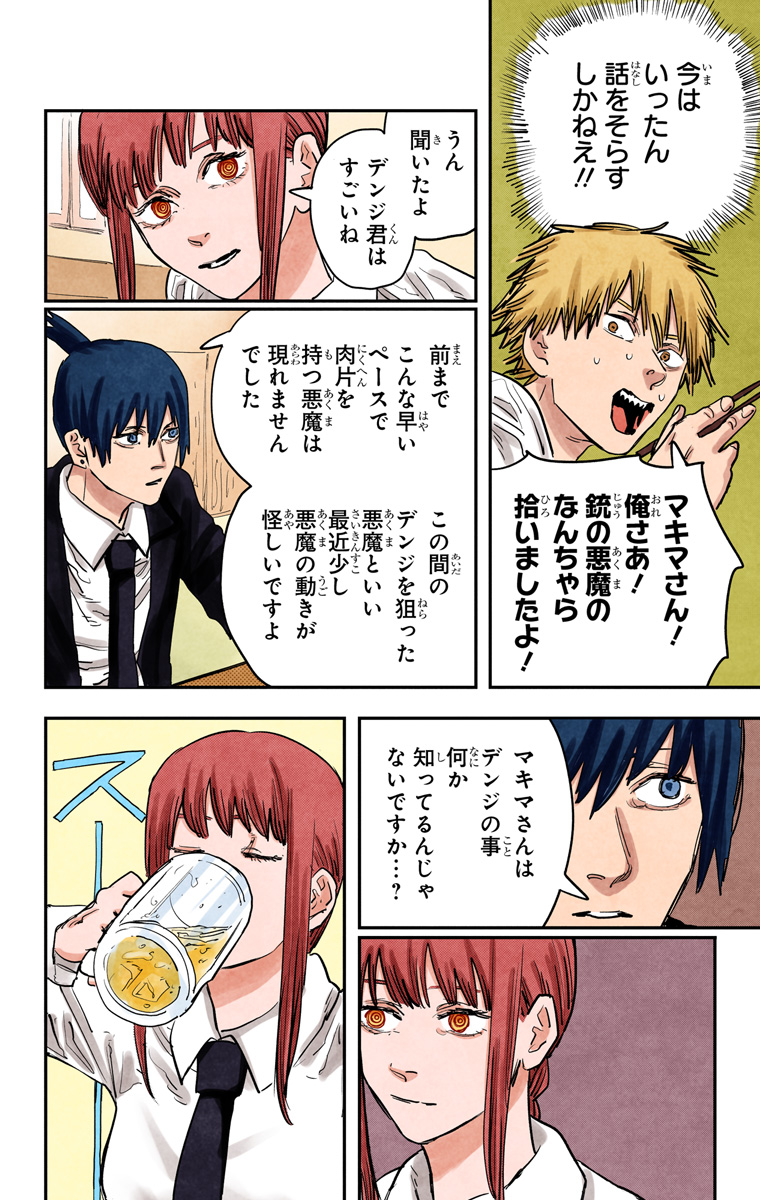 今は
いったん
話をそらす
しかねえ!!
マキマさん!
俺さあ!
銃の悪魔の
なんちゃら
拾いましたよ!
うん
聞いたよ
デンジ君は
すごいね
前まで
こんな早い
ペースで
肉片を
持つ悪魔は
現れません
でした
この間の
デンジを狙った
悪魔といい
最近少し
悪魔の動きが
怪しいですよ
マキマさんは
デンジの事
何か
知ってるんじゃ
ないですか…?
スー